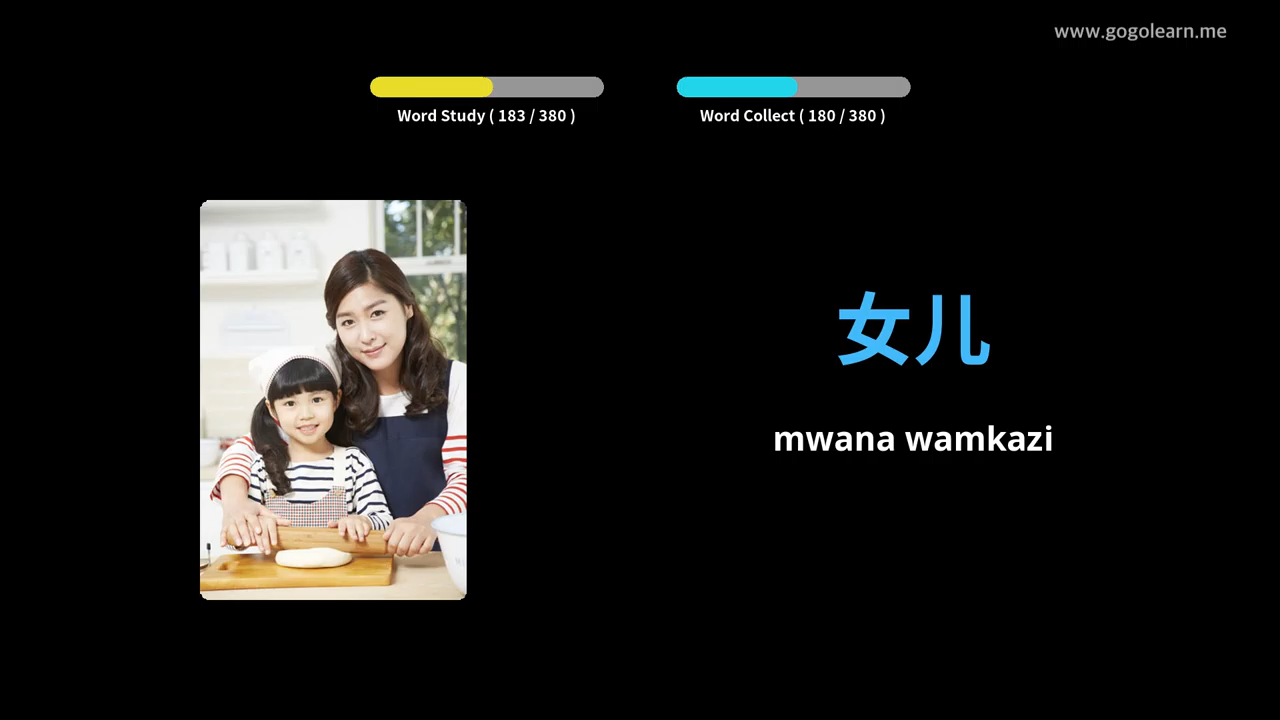 www.gogolearn.me
Word Study ( 183 / 380 )
Word Collect ( 180 / 380 )
女儿
mwana wamkazi